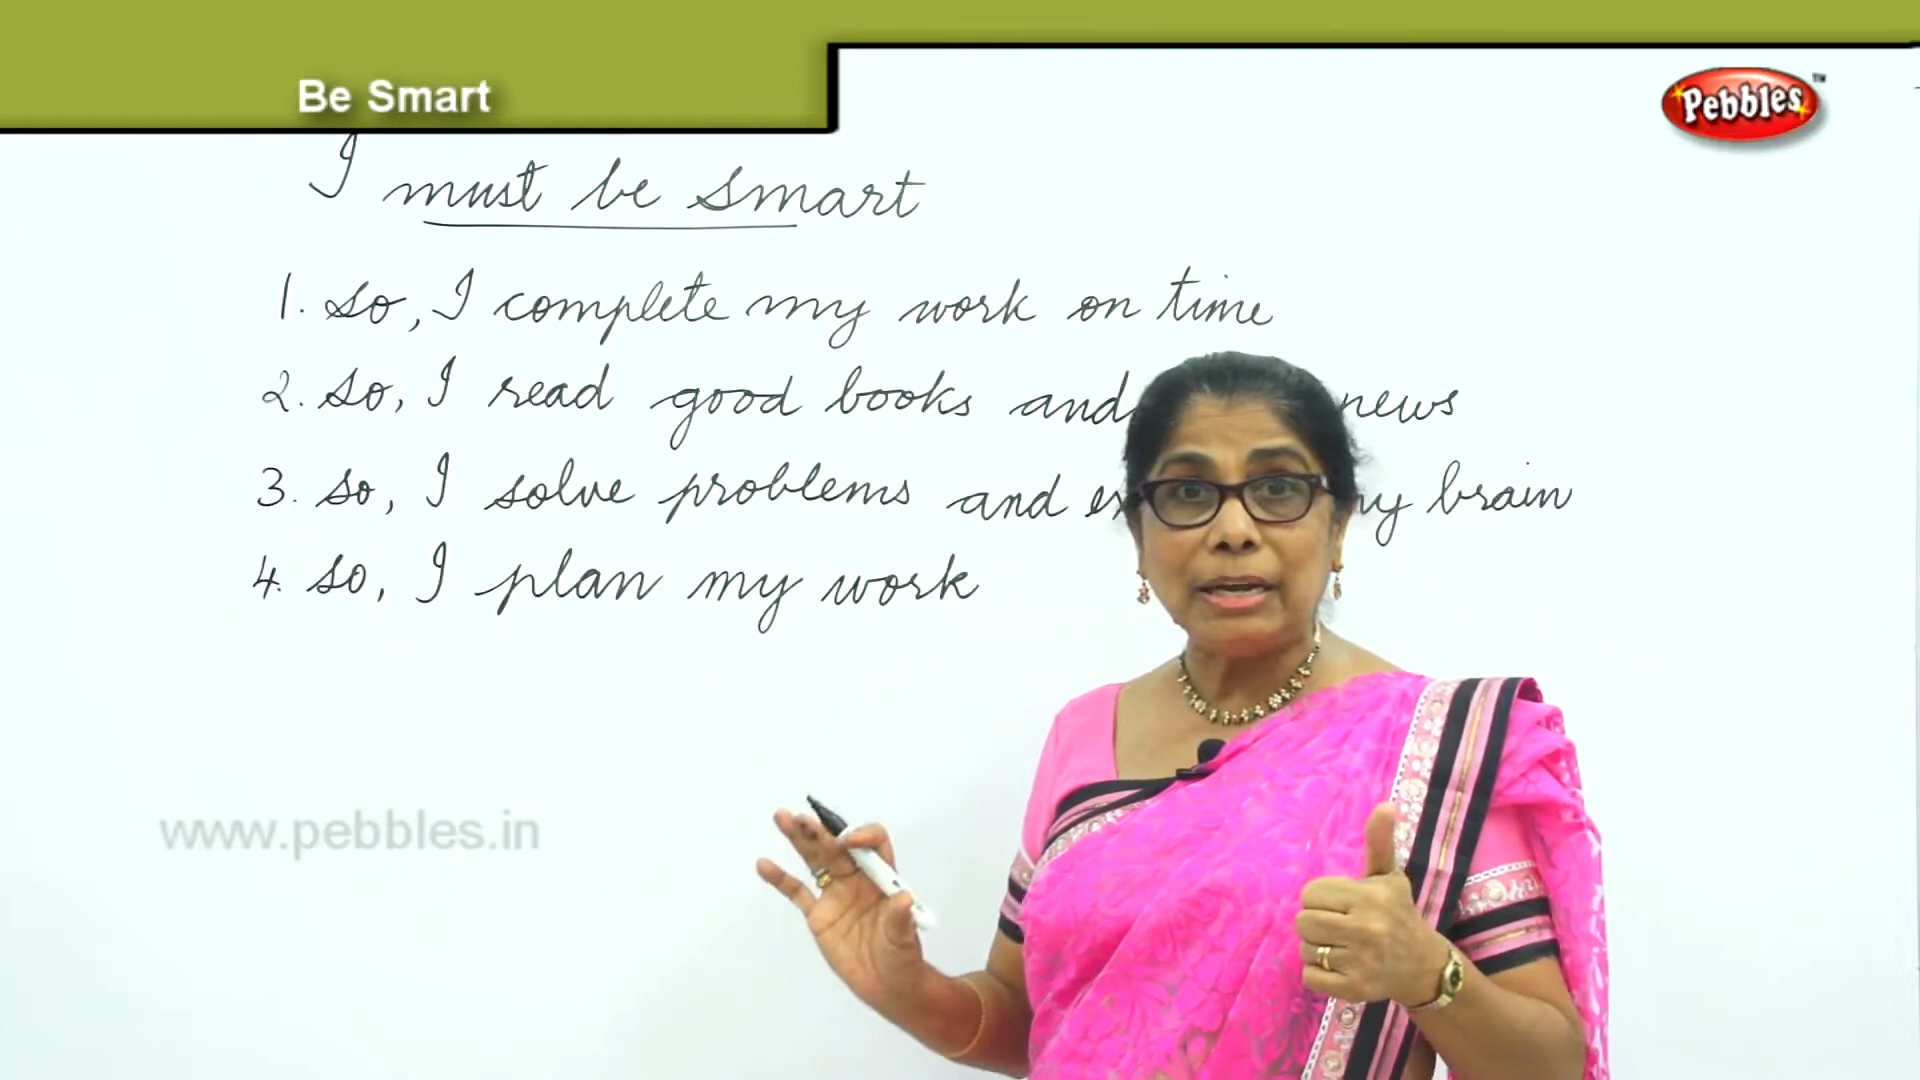 Be Smart
Pebbles™
I must be smart
1. so, I complete my work on time
2. so, I read good books and news
3. so, I solve problems and my brain
4. so, I plan my work
www.pebbles.in